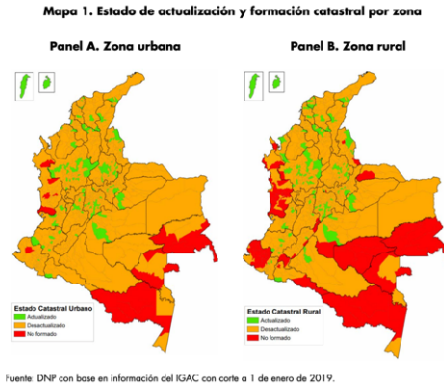 Mapa 1. Estado de actualización y formación catastral por zona
Panel A. Zona urbana
Panel B. Zona rural
Estado Catastral Urbano
Actualizado
Desactualizado
No formado
Estado Catastral Rural
Actualizado
Desactualizado
No formado
Fuente: DNP con base en información del IGAC con corte a 1 de enero de 2019.